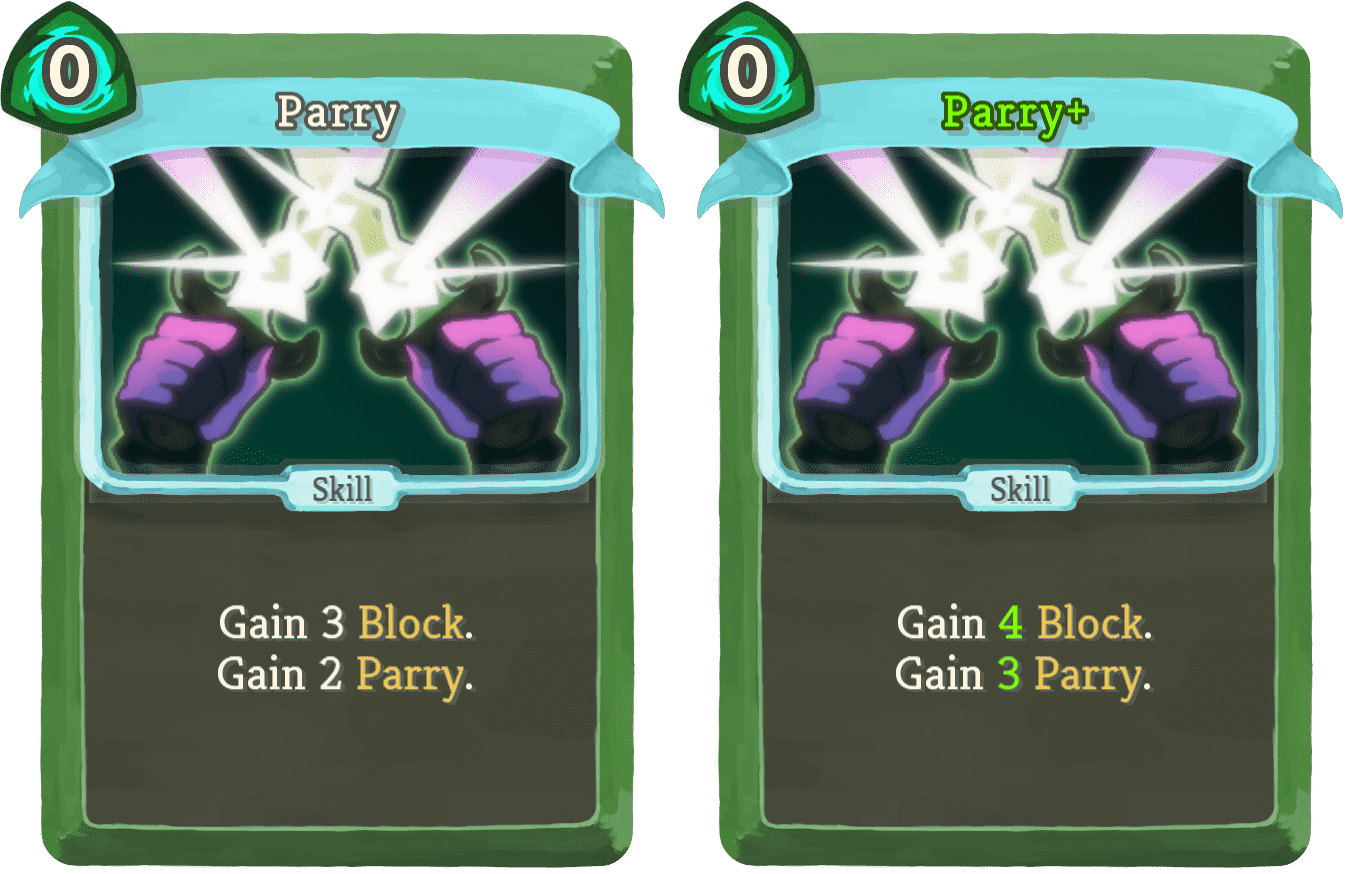 0
Parry
Skill
Gain 3 Block.
Gain 2 Parry.
0
Parry+
Skill
Gain 4 Block.
Gain 3 Parry.